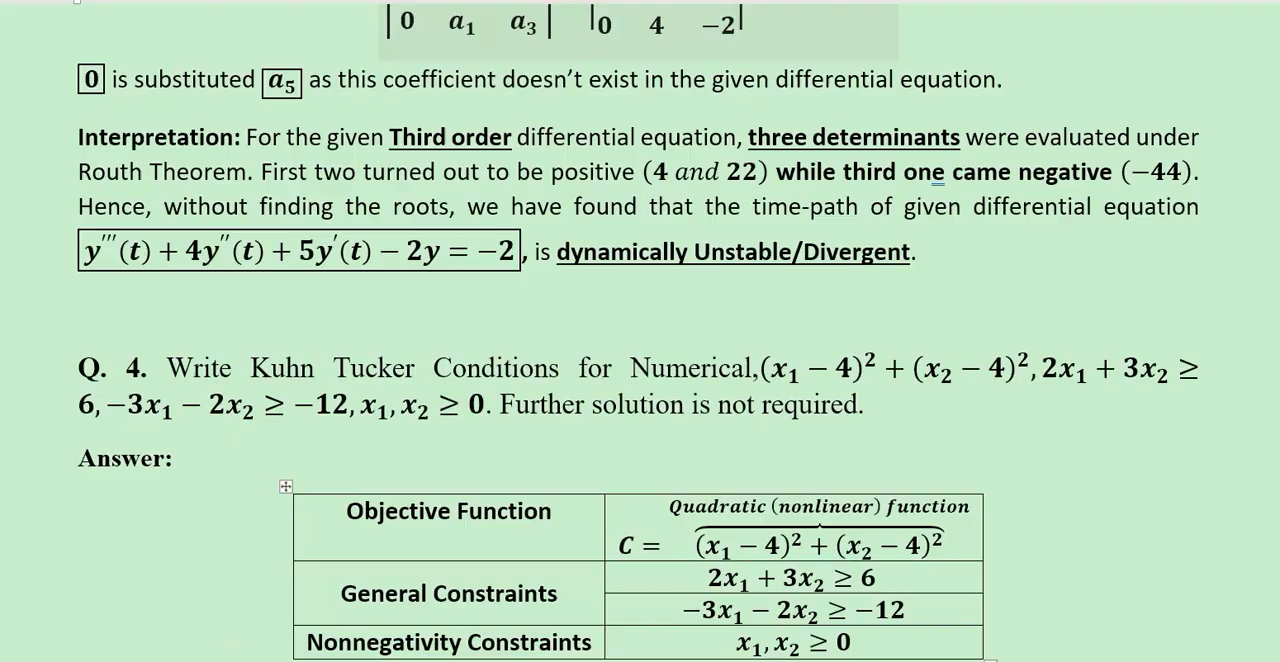 |0 a₁ a₃| |0 4 −2|
0 is substituted a₅ as this coefficient doesn't exist in the given differential equation.
Interpretation: For the given Third order differential equation, three determinants were evaluated under
Routh Theorem. First two turned out to be positive (4 and 22) while third one came negative (−44).
Hence, without finding the roots, we have found that the time-path of given differential equation
y′′′(t) + 4y′′(t) + 5y′(t) − 2y = −2, is dynamically Unstable/Divergent.
Q. 4. Write Kuhn Tucker Conditions for Numerical,(x₁ − 4)² + (x₂ − 4)², 2x₁ + 3x₂ ≥
6, −3x₁ − 2x₂ ≥ −12, x₁, x₂ ≥ 0. Further solution is not required.
Answer:
Objective Function
Quadratic (nonlinear) function
C = (x₁ − 4)² + (x₂ − 4)²
General Constraints
2x₁ + 3x₂ ≥ 6
−3x₁ − 2x₂ ≥ −12
Nonnegativity Constraints
x₁, x₂ ≥ 0